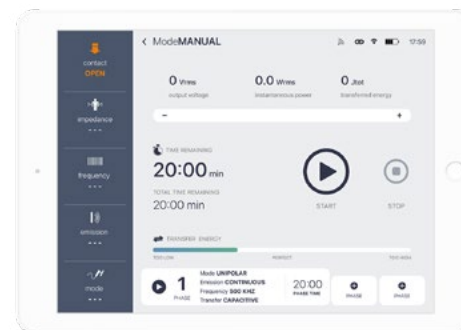 ModeMANUAL
17:59
contact
OPEN
0 Vrms
output voltage
0.0 Wrms
instantaneous power
0 Jtot
transferred energy
-
+
impedance
---
TIME REMAINING
20:00 min
TOTAL TIME REMAINING
20:00 min
START
STOP
frequency
---
emission
---
TRANSFER ENERGY
TOO LOW
PERFECT
TOO HIGH
mode
---
1
PHASE
Mode UNIPOLAR
Emission CONTINUOUS
Frequency 500 KHZ
Transfer CAPACITIVE
20:00
PHASE TIME
PHASE
PHASE